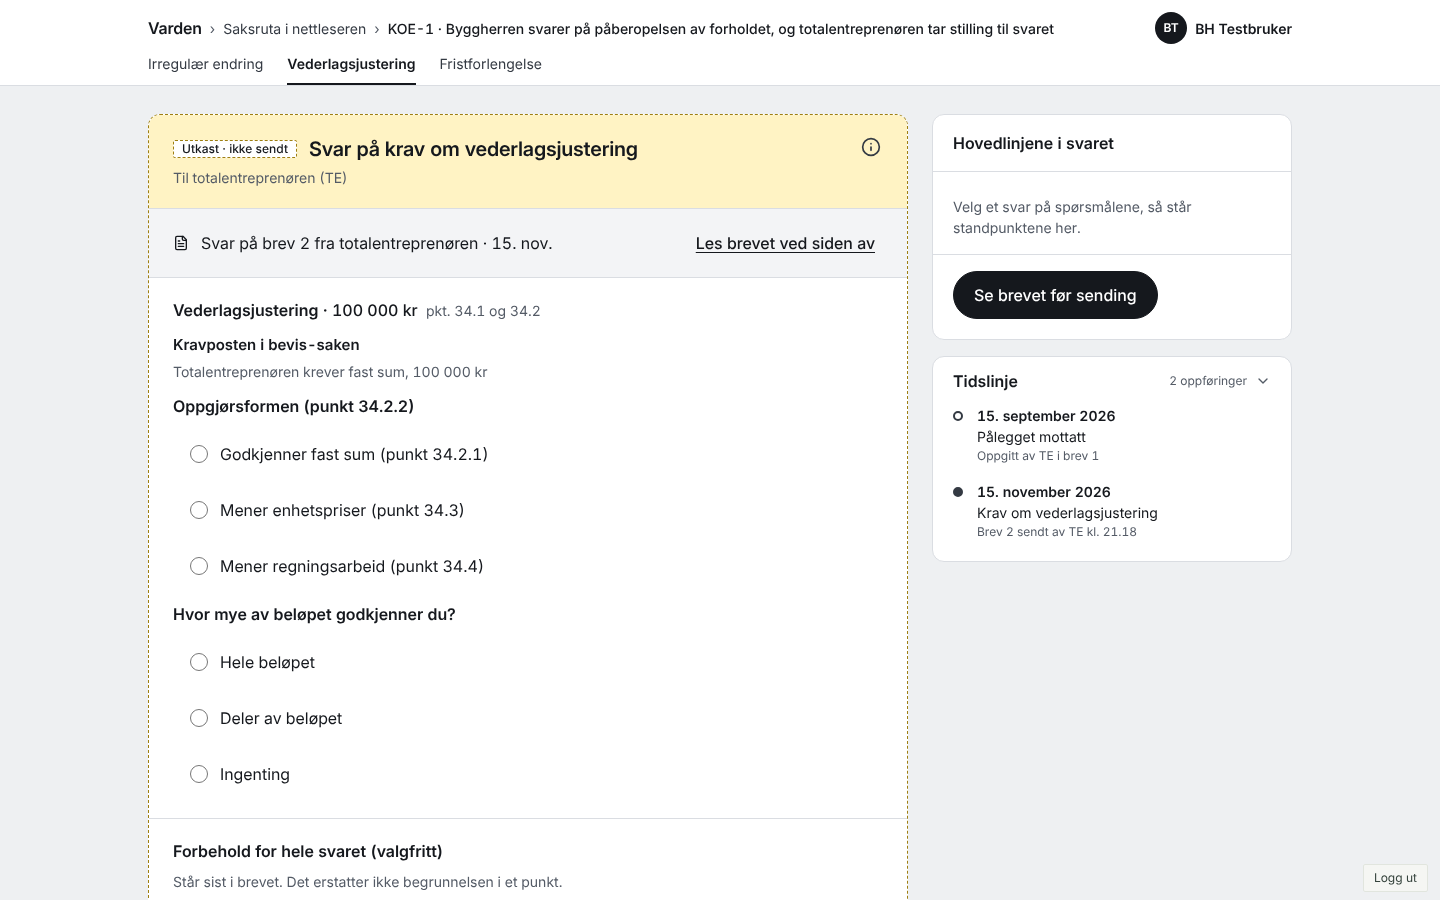 Varden › Saksruta i nettleseren › KOE-1 · Byggherren svarer på påberopelsen av forholdet, og totalentreprenøren tar stilling til svaret
BT BH Testbruker
Irregulær endring Vederlagsjustering Fristforlengelse
Utkast · ikke sendt Svar på krav om vederlagsjustering
Til totalentreprenøren (TE)
Svar på brev 2 fra totalentreprenøren · 15. nov. Les brevet ved siden av
Vederlagsjustering · 100 000 kr pkt. 34.1 og 34.2
Kravposten i bevis-saken
Totalentreprenøren krever fast sum, 100 000 kr
Oppgjørsformen (punkt 34.2.2)
Godkjenner fast sum (punkt 34.2.1)
Mener enhetspriser (punkt 34.3)
Mener regningsarbeid (punkt 34.4)
Hvor mye av beløpet godkjenner du?
Hele beløpet
Deler av beløpet
Ingenting
Forbehold for hele svaret (valgfritt)
Står sist i brevet. Det erstatter ikke begrunnelsen i et punkt.
Hovedlinjene i svaret
Velg et svar på spørsmålene, så står
standpunktene her.
Se brevet før sending
Tidslinje 2 oppføringer
15. september 2026
Pålegget mottatt
Oppgitt av TE i brev 1
15. november 2026
Krav om vederlagsjustering
Brev 2 sendt av TE kl. 21.18
Logg ut